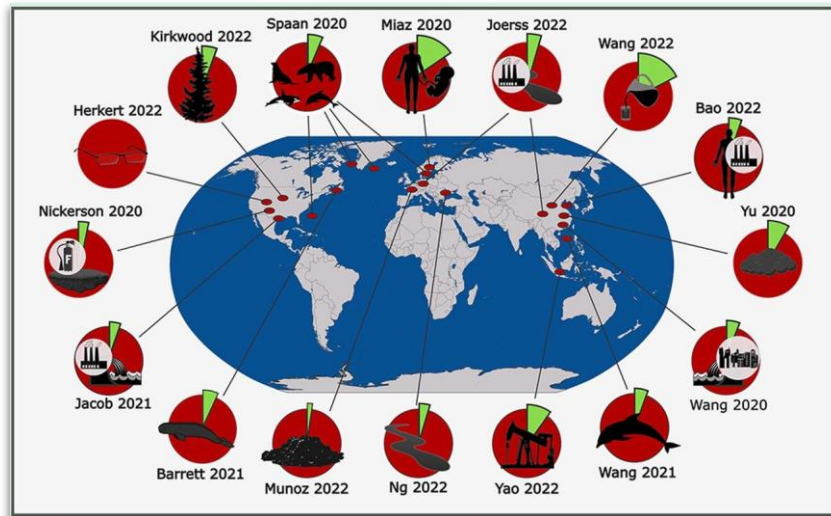 Kirkwood 2022
Spaan 2020
Miaz 2020
Joerss 2022
Wang 2022
Herkert 2022
Bao 2022
Nickerson 2020
F
Yu 2020
Jacob 2021
Wang 2020
Barrett 2021
Munoz 2022
Ng 2022
Yao 2022
Wang 2021